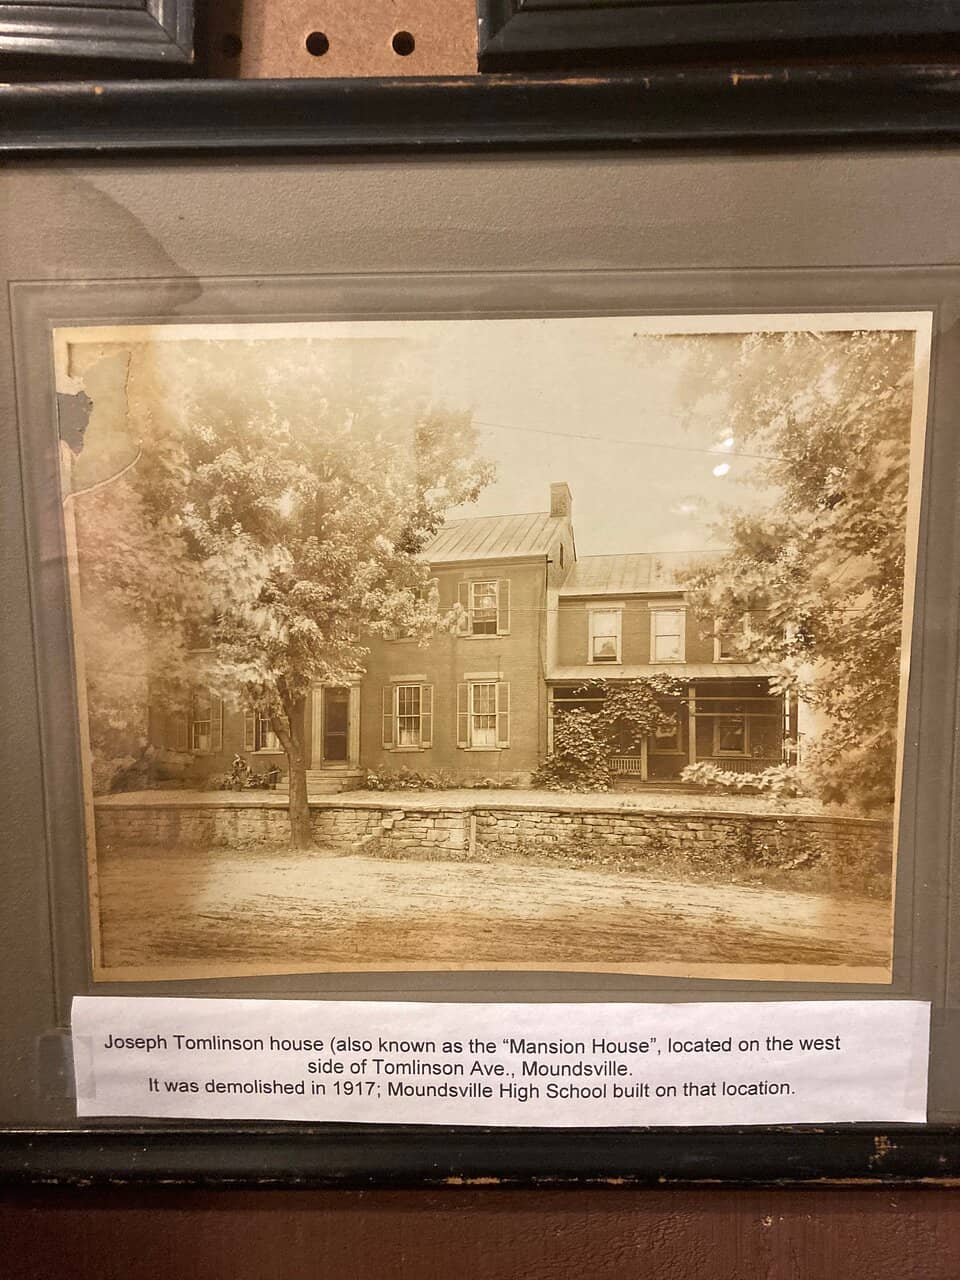 Joseph Tomlinson house (also known as the “Mansion House”, located on the west
side of Tomlinson Ave., Moundsville.
It was demolished in 1917; Moundsville High School built on that location.